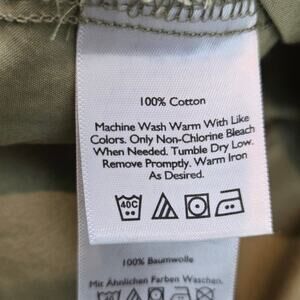 100% Cotton
Machine Wash Warm With Like
Colors. Only Non-Chlorine Bleach
When Needed. Tumble Dry Low.
Remove Promptly. Warm Iron
As Desired.
40C
100% Baumwolle
Mit Ähnlichen Farben Waschen.